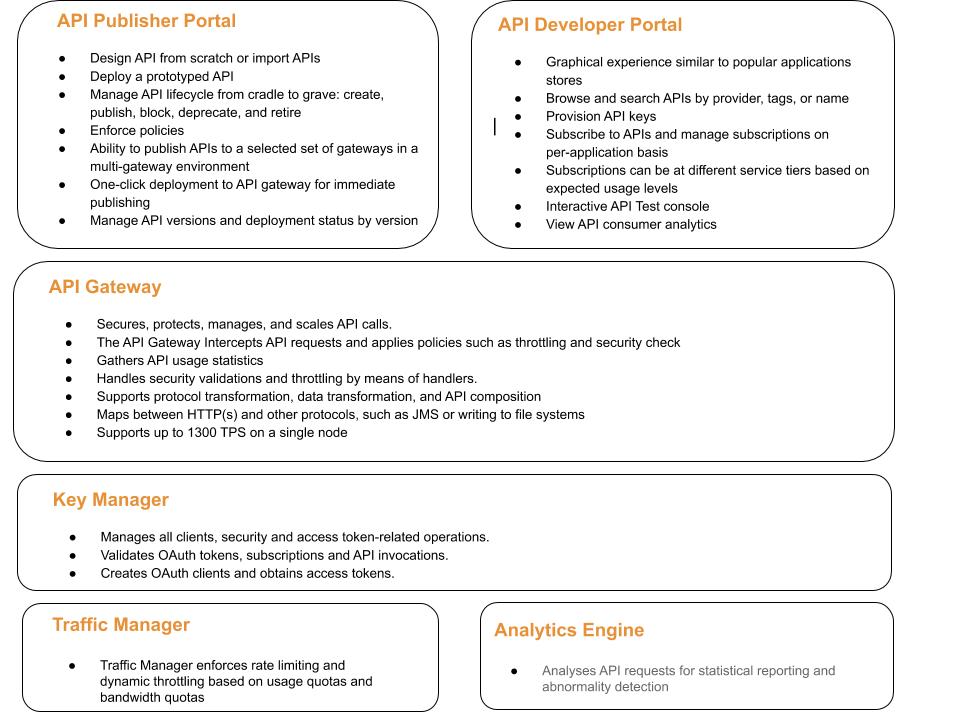 API Publisher Portal
● Design API from scratch or import APIs
● Deploy a prototyped API
● Manage API lifecycle from cradle to grave: create,
publish, block, deprecate, and retire
● Enforce policies
● Ability to publish APIs to a selected set of gateways in a
multi-gateway environment
● One-click deployment to API gateway for immediate
publishing
● Manage API versions and deployment status by version
API Developer Portal
● Graphical experience similar to popular applications
stores
● Browse and search APIs by provider, tags, or name
● Provision API keys
● Subscribe to APIs and manage subscriptions on
per-application basis
● Subscriptions can be at different service tiers based on
expected usage levels
● Interactive API Test console
● View API consumer analytics
API Gateway
● Secures, protects, manages, and scales API calls.
● The API Gateway Intercepts API requests and applies policies such as throttling and security check
● Gathers API usage statistics
● Handles security validations and throttling by means of handlers.
● Supports protocol transformation, data transformation, and API composition
● Maps between HTTP(s) and other protocols, such as JMS or writing to file systems
● Supports up to 1300 TPS on a single node
Key Manager
● Manages all clients, security and access token-related operations.
● Validates OAuth tokens, subscriptions and API invocations.
● Creates OAuth clients and obtains access tokens.
Traffic Manager
● Traffic Manager enforces rate limiting and
dynamic throttling based on usage quotas and
bandwidth quotas
Analytics Engine
● Analyses API requests for statistical reporting and
abnormality detection